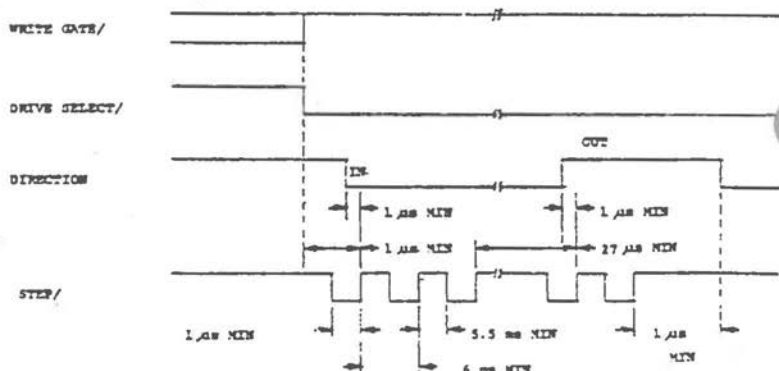 WRITE GATE/
DRIVE SELECT/
OUT
DIRECTION
IN
1 µs MIN
1 µs MIN
1 µs MIN
27 µs MIN
STEP/
1 µs MIN
5.5 ms MIN
1 µs
MIN
6 ms MIN